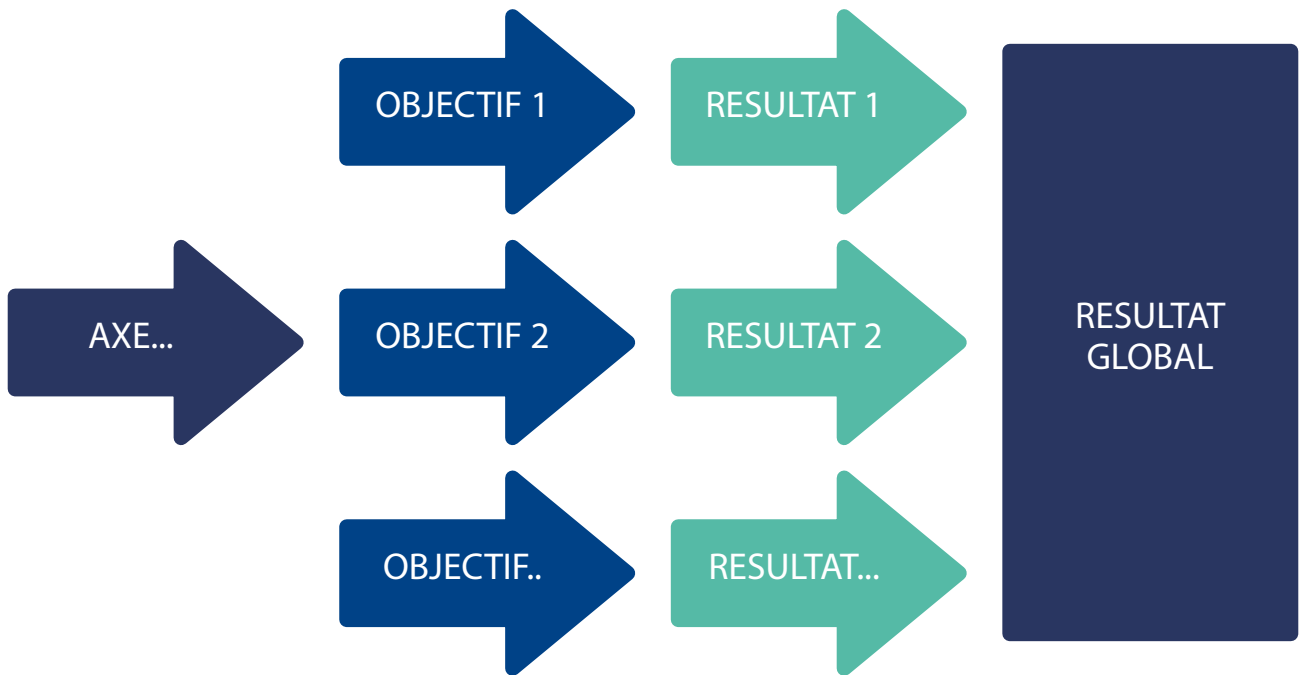 OBJECTIF 1
RESULTAT 1
AXE...
OBJECTIF 2
RESULTAT 2
RESULTAT
GLOBAL
OBJECTIF..
RESULTAT...